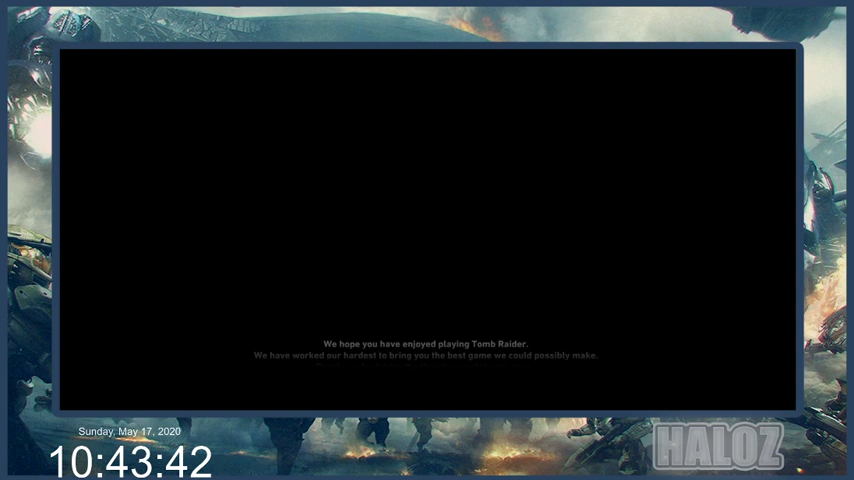 We hope you have enjoyed playing Tomb Raider.
We have worked our hardest to bring you the best game we could possibly make.
Sunday, May 17, 2020
10:43:42
HALOZ